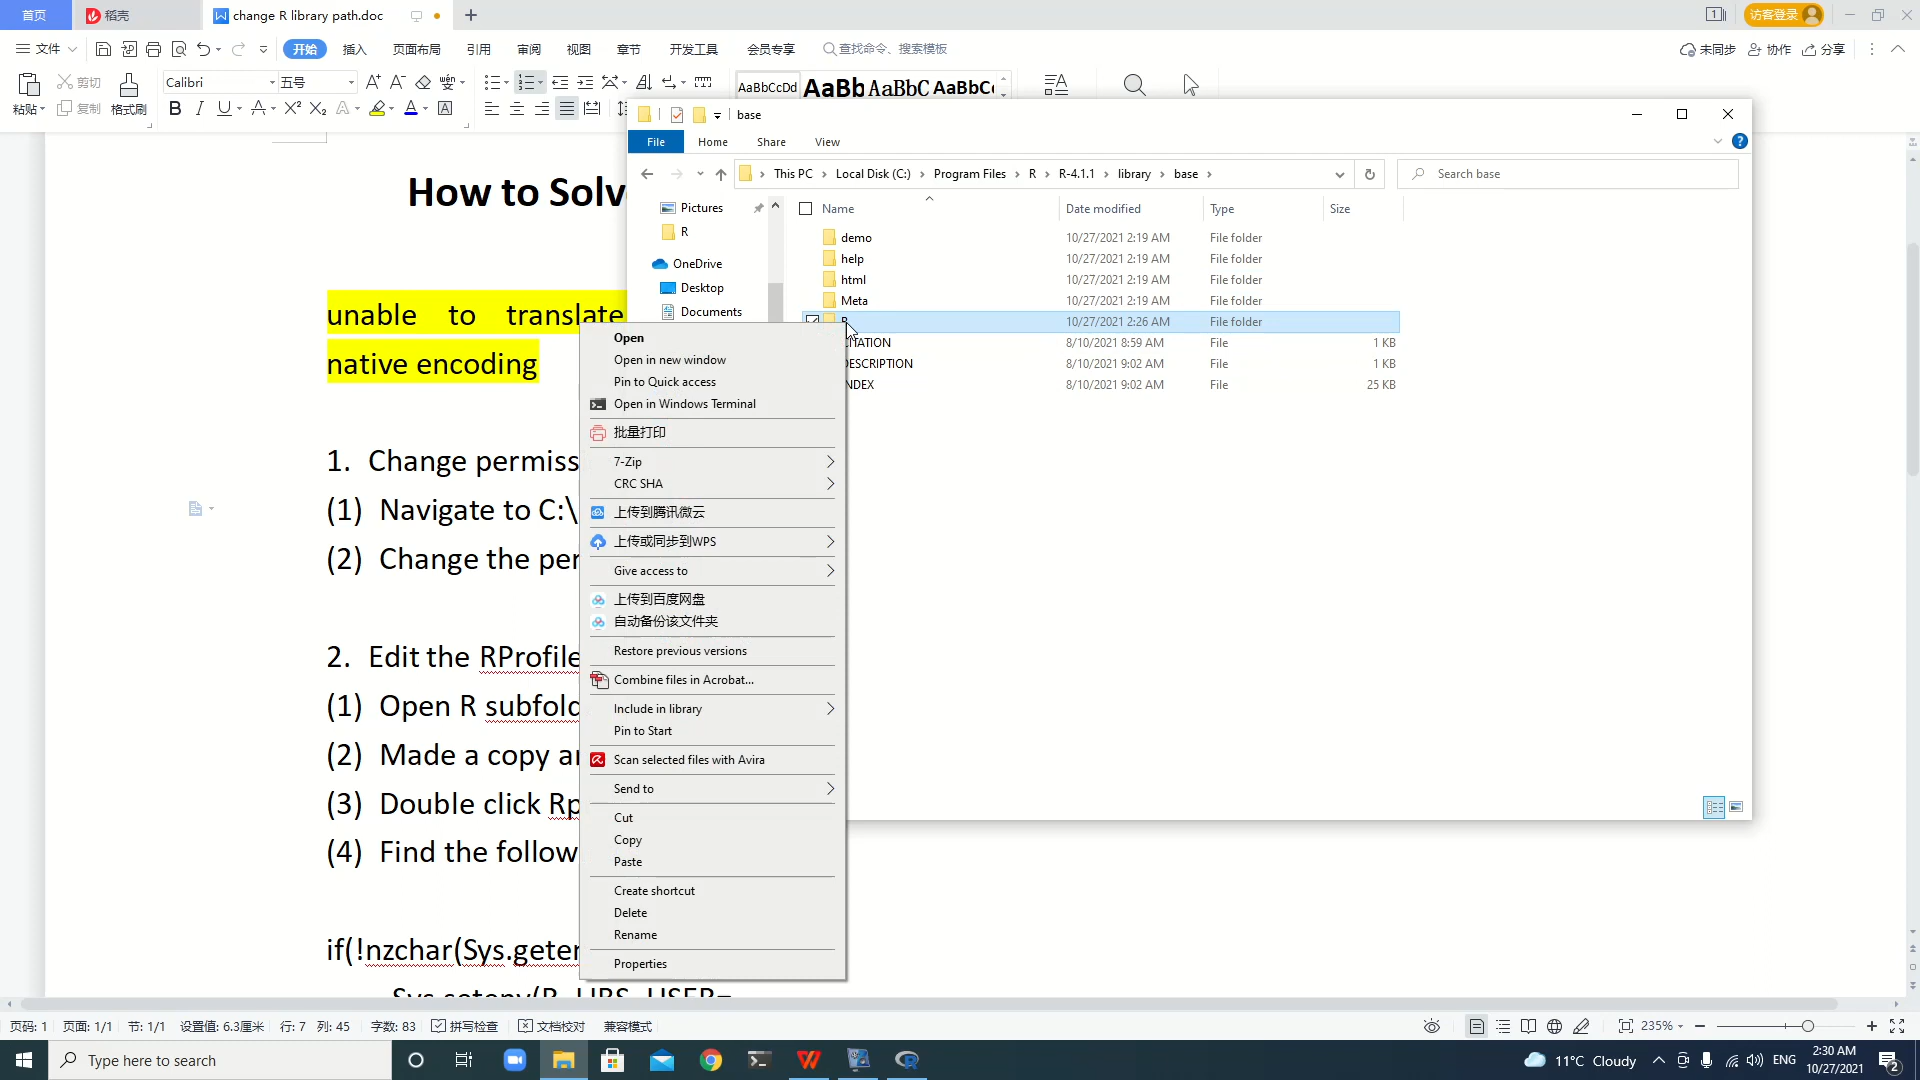 首页
稻壳
change R library path.doc
访客登录
文件
开始
插入
页面布局
引用
审阅
视图
章节
开发工具
会员专享
查找命令、搜索模板
未同步
协作
分享
粘贴
剪切
复制
格式刷
Calibri
五号
AaBbCcDd
AaBb
AaBbC
AaBbC
How to Solv
unable to translate
native encoding
1. Change permiss
(1) Navigate to C:\
(2) Change the per
2. Edit the RProfile
(1) Open R subfold
(2) Made a copy a
(3) Double click Rp
(4) Find the follow
if(!nzchar(Sys.geten
Sys.setenv(R_LIBS_USER=
base
File
Home
Share
View
This PC
Local Disk (C:)
Program Files
R
R-4.1.1
library
base
Search base
Pictures
R
OneDrive
Desktop
Documents
Name
Date modified
Type
Size
demo 10/27/2021 2:19 AM File folder
help 10/27/2021 2:19 AM File folder
html 10/27/2021 2:19 AM File folder
Meta 10/27/2021 2:19 AM File folder
R 10/27/2021 2:26 AM File folder
CITATION 8/10/2021 8:59 AM File 1 KB
DESCRIPTION 8/10/2021 9:02 AM File 1 KB
INDEX 8/10/2021 9:02 AM File 25 KB
Open
Open in new window
Pin to Quick access
Open in Windows Terminal
批量打印
7-Zip
CRC SHA
上传到腾讯微云
上传或同步到WPS
Give access to
上传到百度网盘
自动备份该文件夹
Restore previous versions
Combine files in Acrobat...
Include in library
Pin to Start
Scan selected files with Avira
Send to
Cut
Copy
Paste
Create shortcut
Delete
Rename
Properties
页码: 1 页面: 1/1 节: 1/1 设置值: 6.3厘米 行: 7 列: 45 字数: 83 拼写检查 文档校对 兼容模式
235%
Type here to search
11°C Cloudy
ENG
2:30 AM
10/27/2021
2